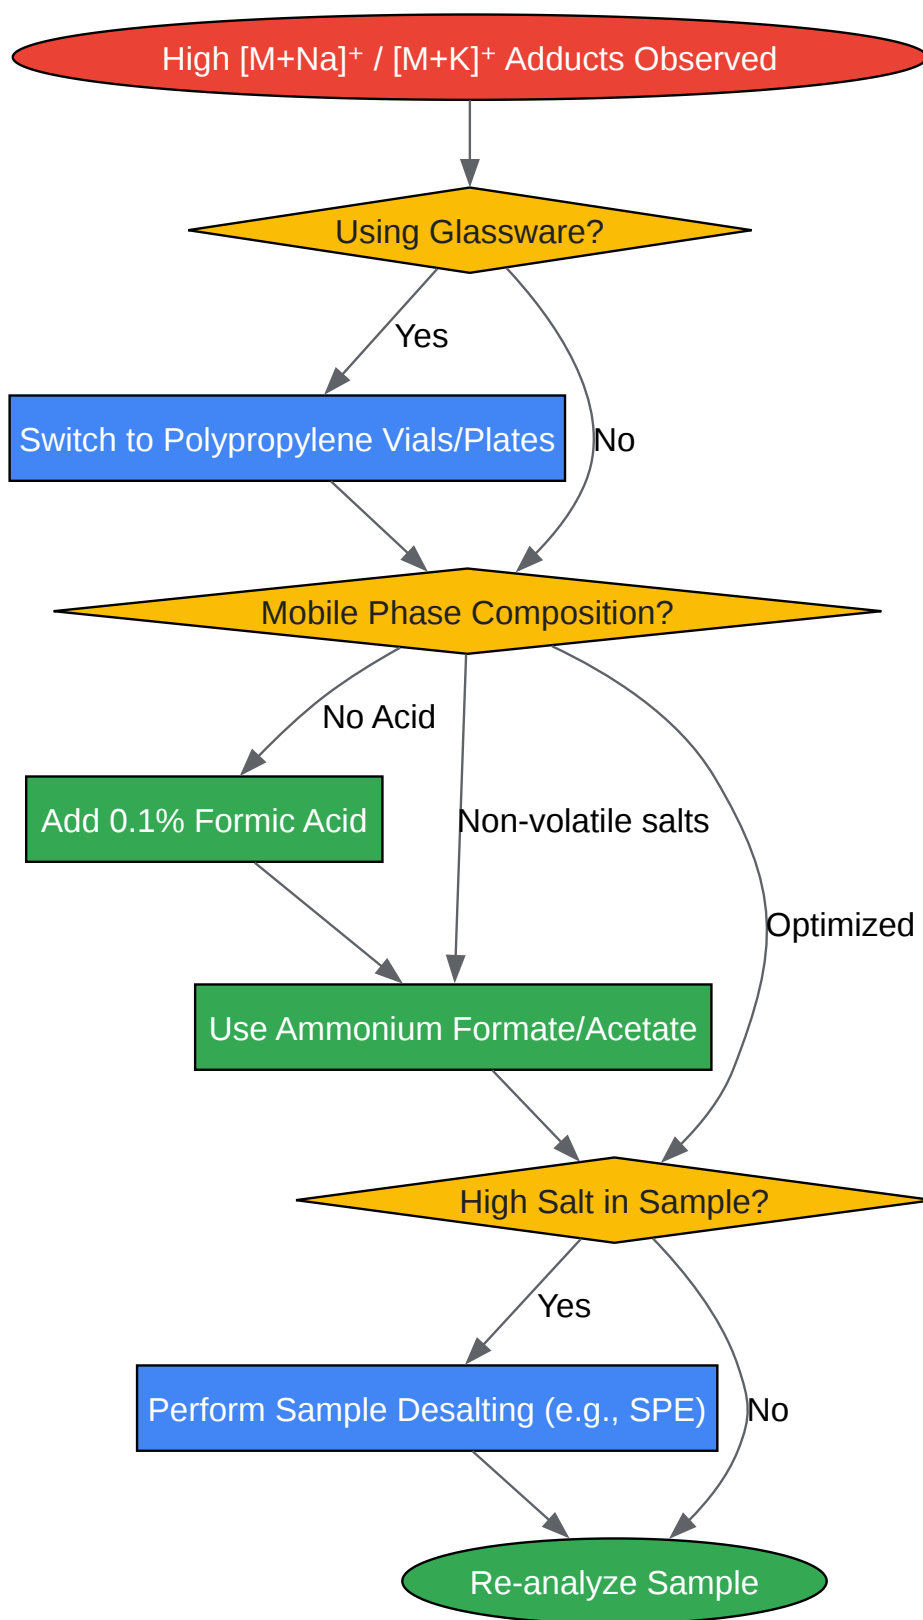 High [M+Na]⁺ / [M+K]⁺ Adducts Observed
Using Glassware?
Yes
Switch to Polypropylene Vials/Plates
No
Mobile Phase Composition?
No Acid
Add 0.1% Formic Acid
Non-volatile salts
Optimized
Use Ammonium Formate/Acetate
High Salt in Sample?
Yes
Perform Sample Desalting (e.g., SPE)
No
Re-analyze Sample